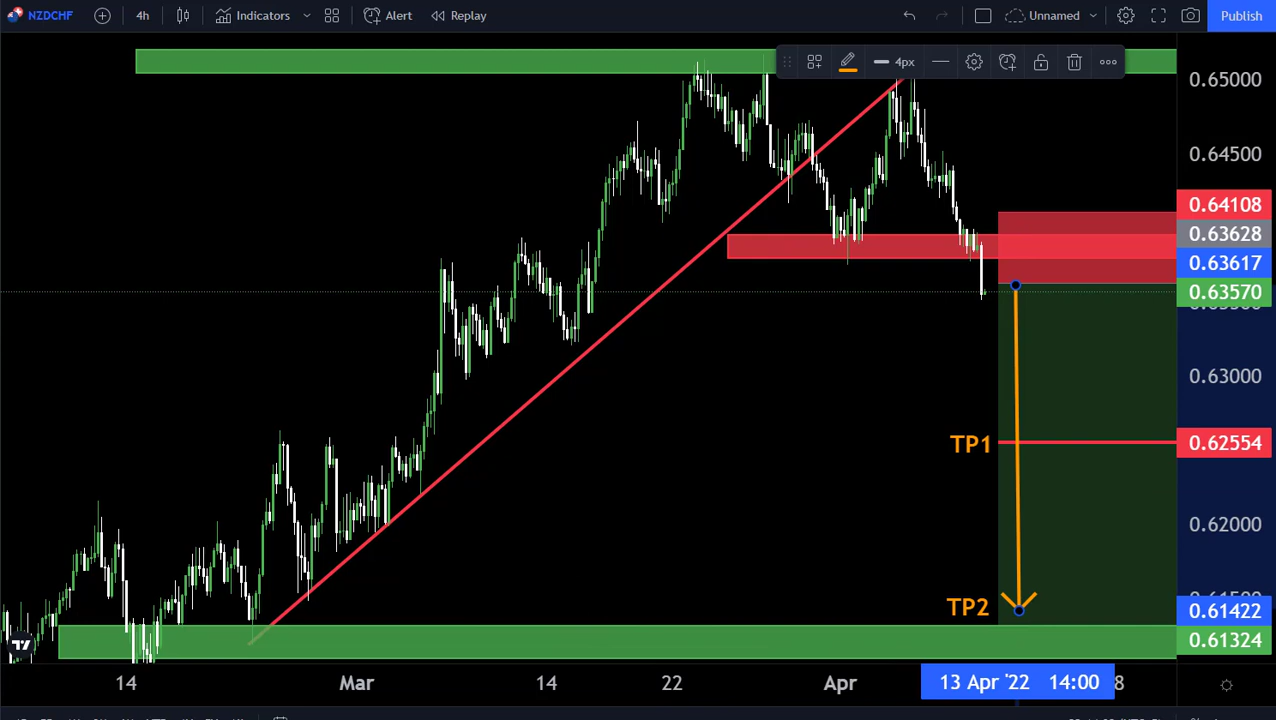 NZDCHF 4h Indicators Alert Replay Unnamed Publish
4px
0.65000
0.64500
0.64108
0.63628
0.63617
0.63570
0.63000
TP1 0.62554
0.62000
TP2 0.61422
0.61324
14 Mar 14 22 Apr 13 Apr '22 14:00 8